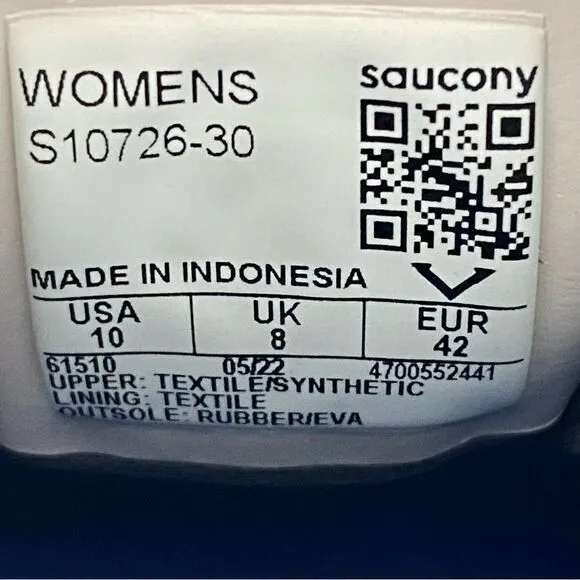 WOMENS
saucony
S10726-30
MADE IN INDONESIA
USA UK EUR
10 8 42
61510 05/22 4700552441
UPPER: TEXTILE/SYNTHETIC
LINING: TEXTILE
OUTSOLE: RUBBER/EVA